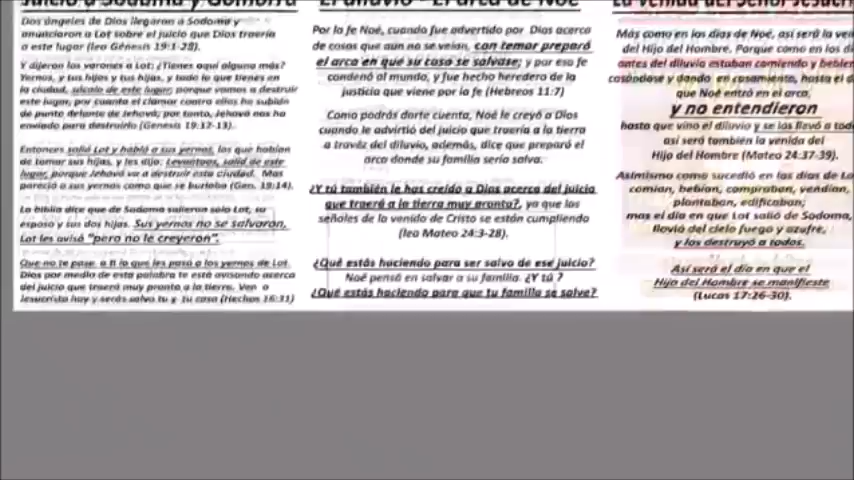 Juicio a Sodoma y Gomorra
Dos ángeles de Dios llegaron a Sodoma y
anunciaron a Lot sobre el juicio que Dios traería
a este lugar (lea Génesis 19:1-28).
Y dijeron los varones a Lot: ¿Tienes aquí alguno más?
Yernos, y tus hijos y tus hijas, y todo lo que tienes en
la ciudad, sácalo de este lugar; porque vamos a destruir
este lugar, por cuanto el clamor contra ellos ha subido
de punto delante de Jehová; por tanto, Jehová nos ha
enviado para destruirlo (Genesis 19:12-13).
Entonces salió Lot y habló a sus yernos, los que habían
de tomar sus hijas, y les dijo: Levantaos, salid de este
lugar, porque Jehová va a destruir esta ciudad. Mas
pareció a sus yernos como que se burlaba (Gen. 19:14).
La biblia dice que de Sodoma salieron solo Lot, su
esposa y sus dos hijas. Sus yernos no se salvaron,
Lot les avisó "pero no le creyeron".
Que no te pase a ti lo que les pasó a los yernos de Lot.
Dios por medio de esta palabra te está avisando acerca
del juicio que traerá muy pronto a la tierra. Ven a
Jesucristo hoy y serás salvo tu y tu casa (Hechos 16:31)
El diluvio - El arca de Noé
Por la fe Noé, cuando fue advertido por Dios acerca
de cosas que aún no se veían, con temor preparó
el arca en que su casa se salvase; y por esa fe
condenó al mundo, y fue hecho heredero de la
justicia que viene por la fe (Hebreos 11:7)
Como podrás darte cuenta, Noé le creyó a Dios
cuando le advirtió del juicio que traería a la tierra
a través del diluvio, además, dice que preparó el
arca donde su familia sería salva.
¿Y tú también le has creído a Dios acerca del juicio
que traerá a la tierra muy pronto?, ya que las
señales de la venida de Cristo se están cumpliendo
(lea Mateo 24:3-28).
¿Qué estás haciendo para ser salvo de ese juicio?
Noé pensó en salvar a su familia. ¿Y tú ?
¿Qué estás haciendo para que tu familia se salve?
La venida del Señor Jesucri
Más como en los días de Noé, así será la ven
del Hijo del Hombre. Porque como en los dí
antes del diluvio estaban comiendo y bebien
casándose y dando en casamiento, hasta el d
que Noé entró en el arca,
y no entendieron
hasta que vino el diluvio y se los llevó a tod
así será también la venida del
Hijo del Hombre (Mateo 24:37-39).
Asimismo como sucedió en los días de Lo
comían, bebían, compraban, vendían,
plantaban, edificaban;
mas el día en que Lot salió de Sodoma,
llovió del cielo fuego y azufre,
y los destruyó a todos.
Así será el día en que el
Hijo del Hombre se manifieste
(Lucas 17:26-30).